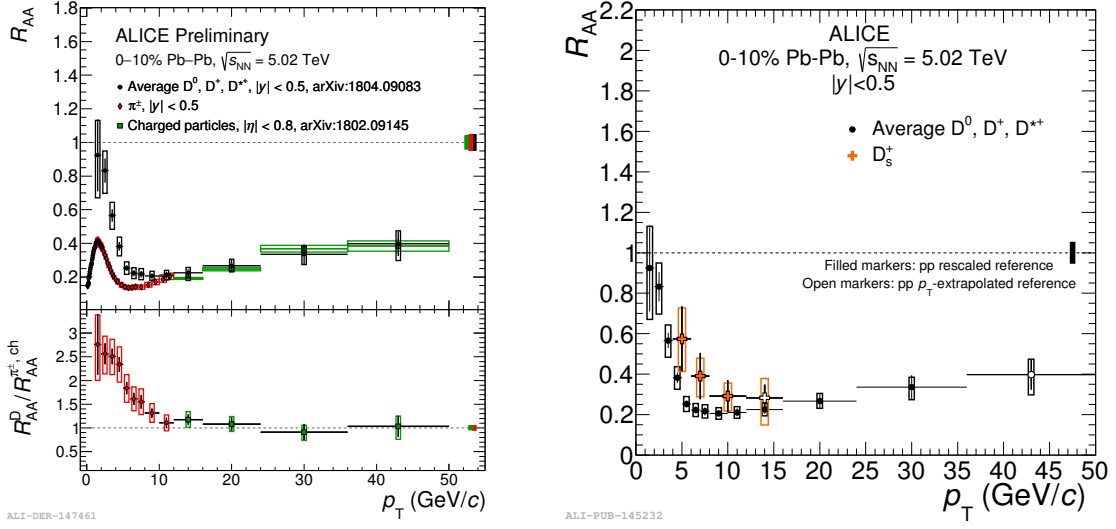 R_AA
1.8
1.6
1.4
1.2
1
0.8
0.6
0.4
0.2
ALICE Preliminary
0–10% Pb–Pb, √s_NN = 5.02 TeV
Average D⁰, D⁺, D*⁺, |y| < 0.5, arXiv:1804.09083
π±, |y| < 0.5
Charged particles, |η| < 0.8, arXiv:1802.09145
R_AA^D/R_AA^π±, ch
3
2.5
2
1.5
1
0.5
0 10 20 30 40 50
p_T (GeV/c)
ALI-DER-147461
R_AA
2.2
2
1.8
1.6
1.4
1.2
1
0.8
0.6
0.4
0.2
0
ALICE
0-10% Pb-Pb, √s_NN = 5.02 TeV
|y|<0.5
Average D⁰, D⁺, D*⁺
D_s⁺
Filled markers: pp rescaled reference
Open markers: pp p_T-extrapolated reference
0 5 10 15 20 25 30 35 40 45 50
p_T (GeV/c)
ALI-PUB-145232